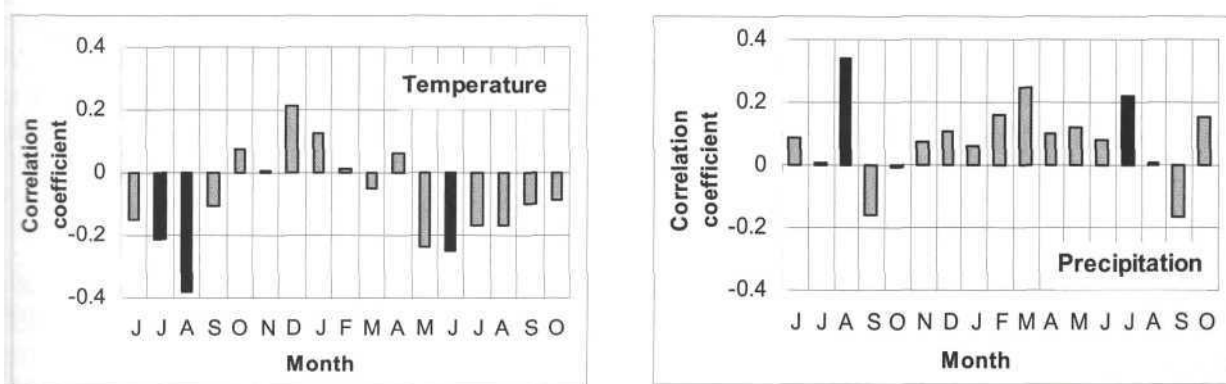 0.4
0.2
0
-0.2
-0.4
Correlation
coefficient
Temperature
J J A S O N D J F M A M J J A S O
Month
0.4
0.2
0
-0.2
-0.4
Correlation
coefficient
Precipitation
J J A S O N D J F M A M J J A S O
Month